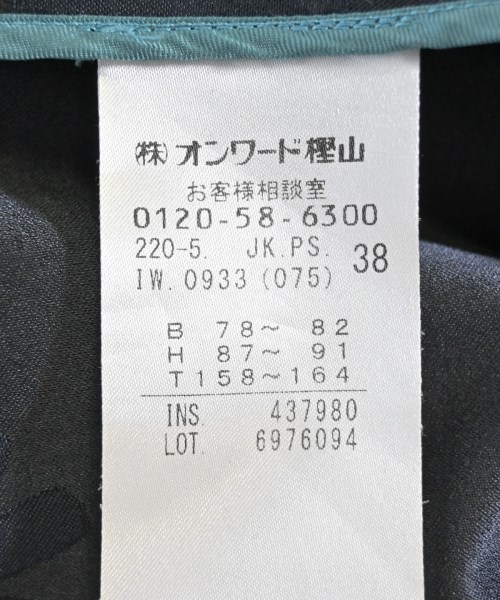 (株)オンワード樫山
お客様相談室
0120-58-6300
220-5. JK.PS. 38
IW.0933(075)
B 78〜 82
H 87〜 91
T158〜164
INS. 437980
LOT. 6976094